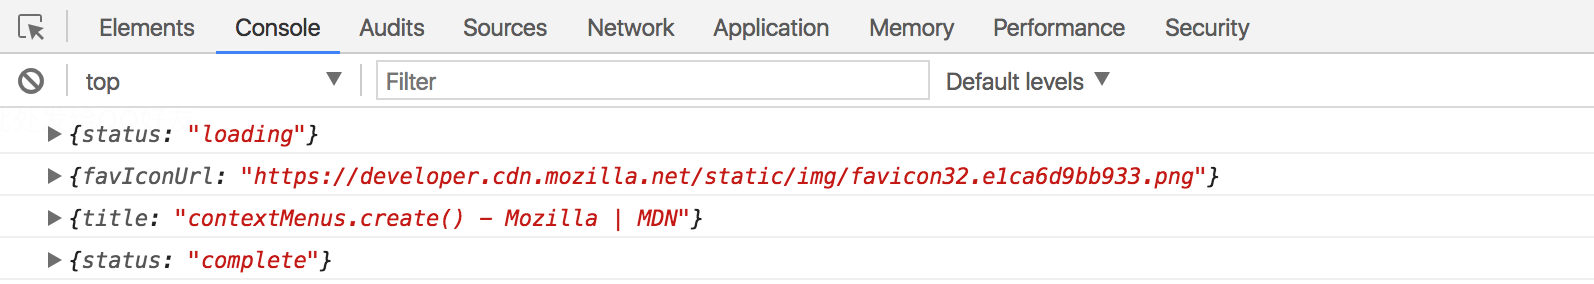 Elements Console Audits Sources Network Application Memory Performance Security
top Filter Default levels
{status: "loading"}
{favIconUrl: "https://developer.cdn.mozilla.net/static/img/favicon32.e1ca6d9bb933.png"}
{title: "contextMenus.create() - Mozilla | MDN"}
{status: "complete"}